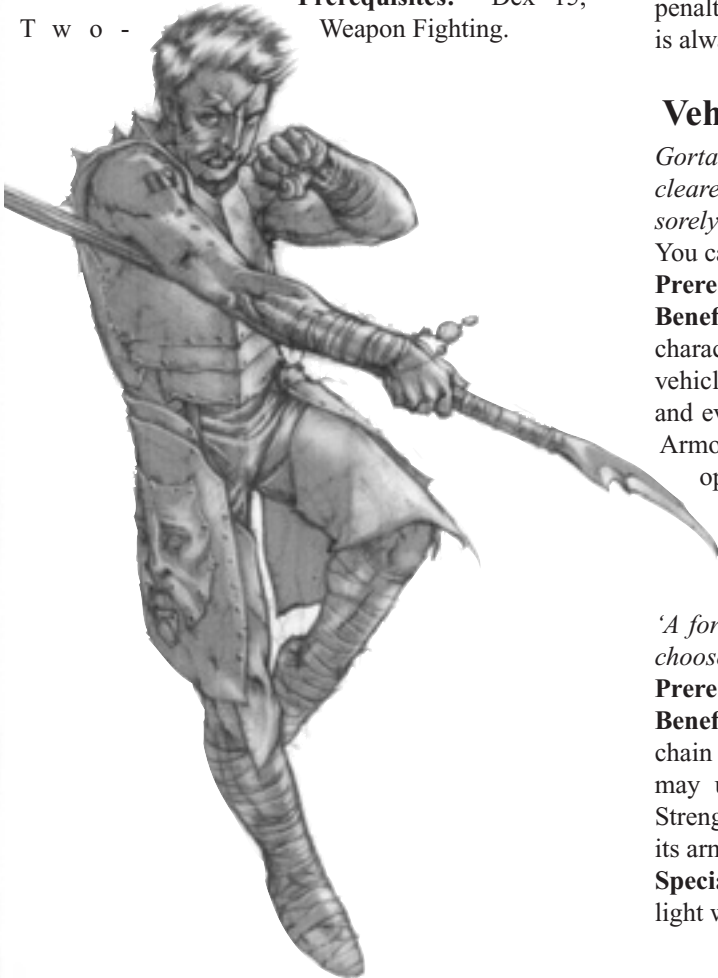 Prerequisites: Dex 15,
T w o - Weapon Fighting.
penalt
is alwa
Veh
Gorta
cleare
sorely
You ca
Prere
Benef
charac
vehicl
and ev
Armo
op
‘A for
choose
Prere
Benef
chain
may u
Streng
its arm
Specia
light w